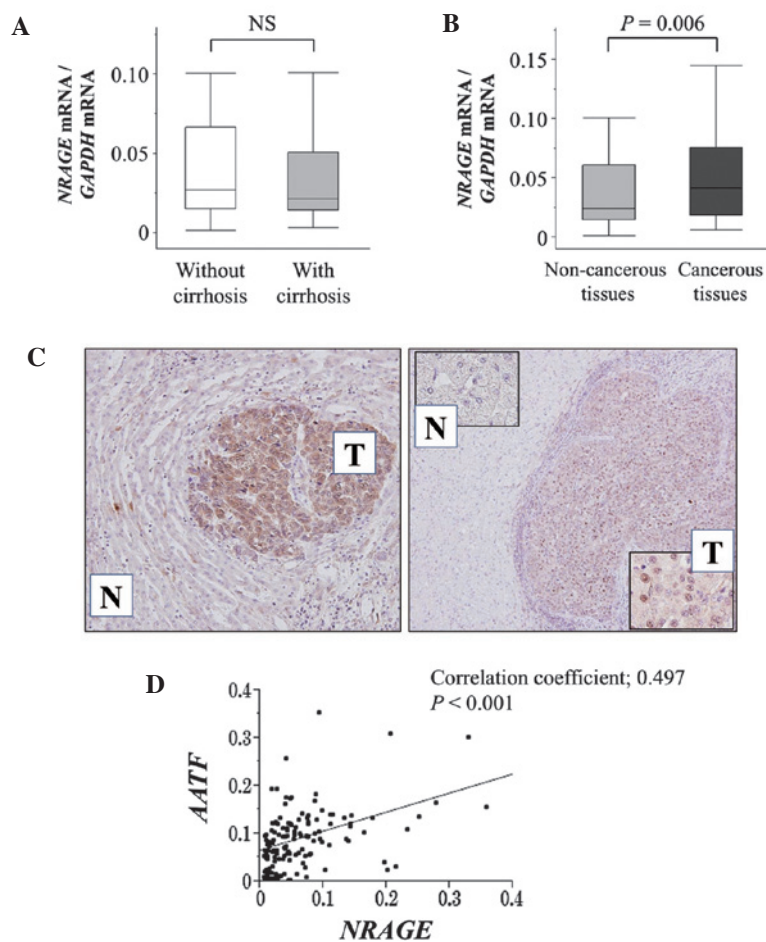 A
NS
NRAGE mRNA /
GAPDH mRNA
0.10
0.05
0
Without
cirrhosis
With
cirrhosis
B
P = 0.006
NRAGE mRNA /
GAPDH mRNA
0.15
0.10
0.05
0
Non-cancerous
tissues
Cancerous
tissues
C
N
T
N
T
D
Correlation coefficient; 0.497
P < 0.001
AATF
0.4
0.3
0.2
0.1
0
0
0.1
0.2
0.3
0.4
NRAGE